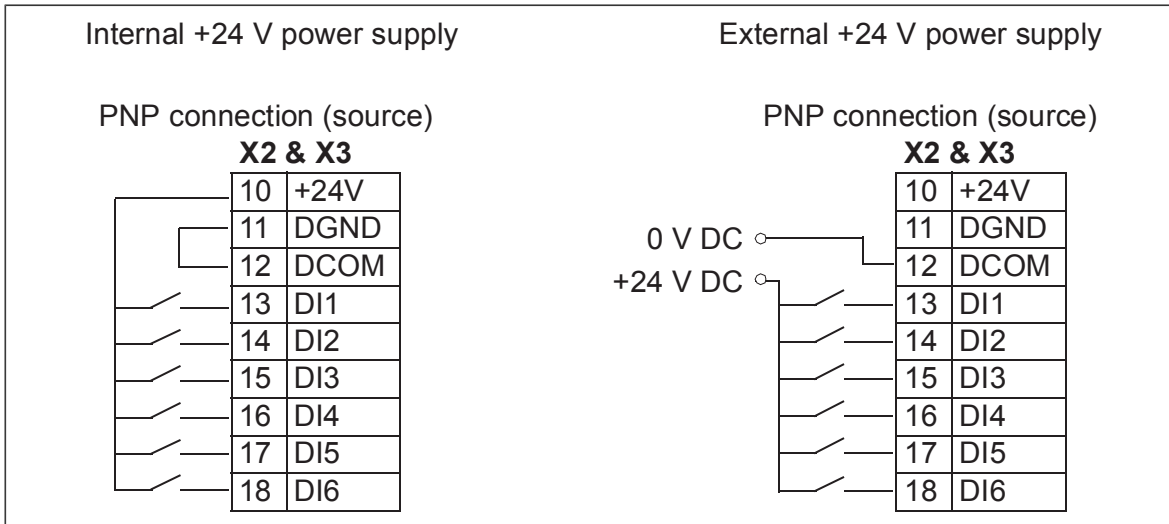 Internal +24 V power supply
PNP connection (source)
X2 & X3
10 +24V
11 DGND
12 DCOM
13 DI1
14 DI2
15 DI3
16 DI4
17 DI5
18 DI6
External +24 V power supply
PNP connection (source)
X2 & X3
10 +24V
0 V DC 11 DGND
12 DCOM
+24 V DC
13 DI1
14 DI2
15 DI3
16 DI4
17 DI5
18 DI6